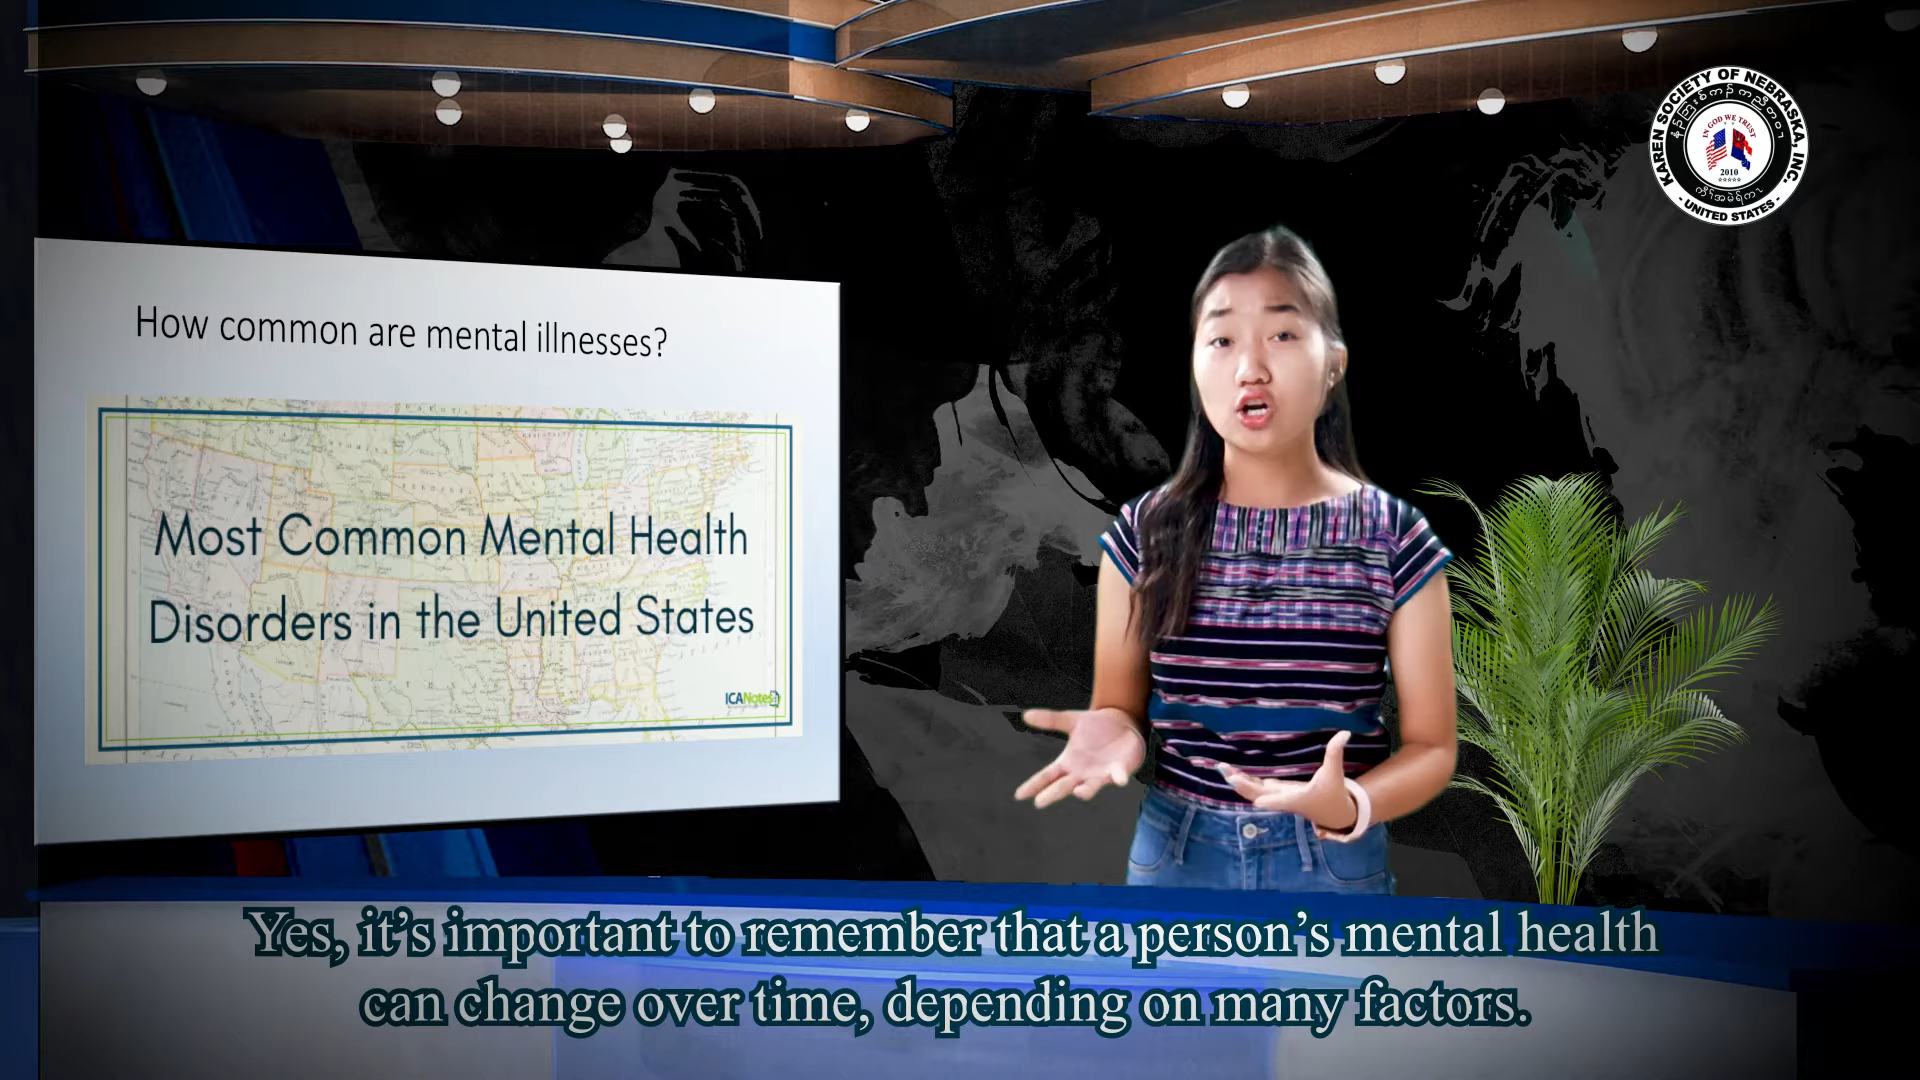 How common are mental illnesses?
Most Common Mental Health
Disorders in the United States
ICANotes
KAREN SOCIETY OF NEBRASKA, INC.
IN GOD WE TRUST
2010
- UNITED STATES -
Yes, it’s important to remember that a person’s mental health
can change over time, depending on many factors.